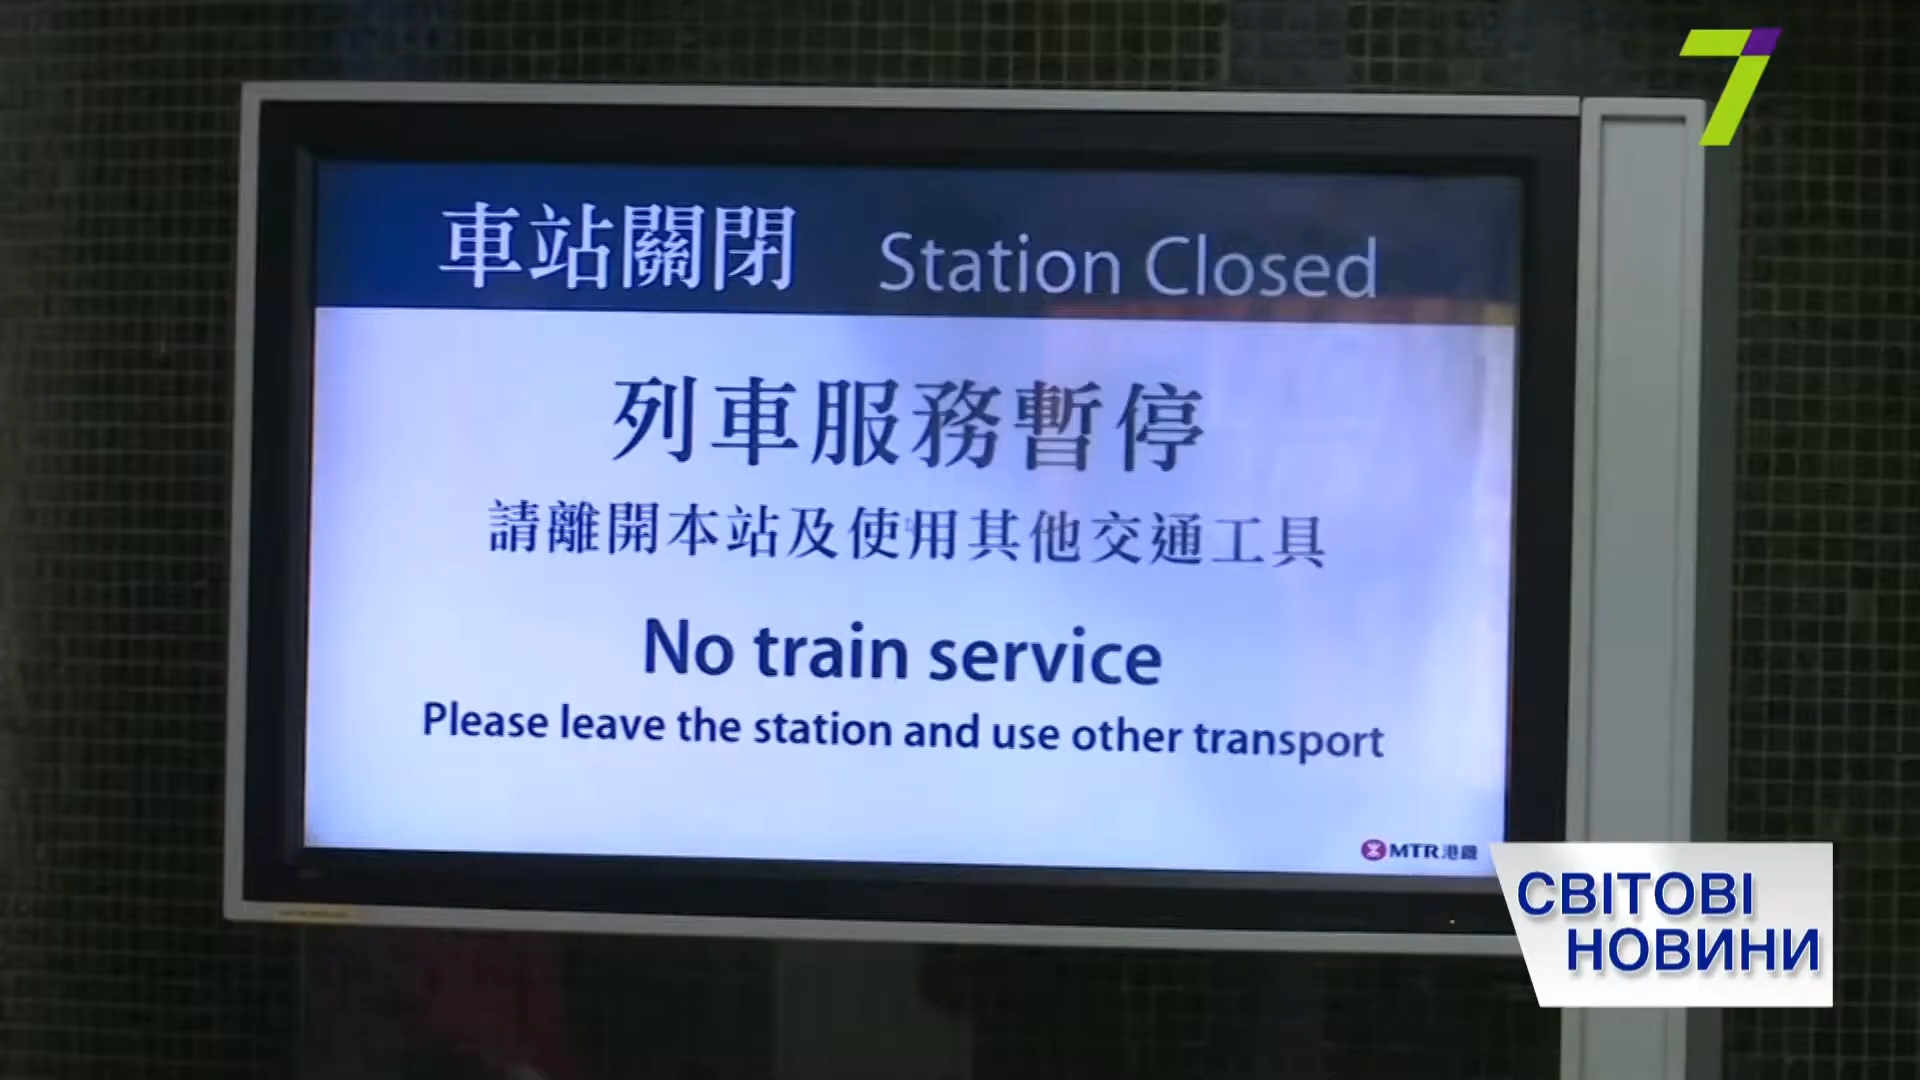 7
車站關閉 Station Closed
列車服務暫停
請離開本站及使用其他交通工具
No train service
Please leave the station and use other transport
MTR港鐵
СВІТОВІ
НОВИНИ